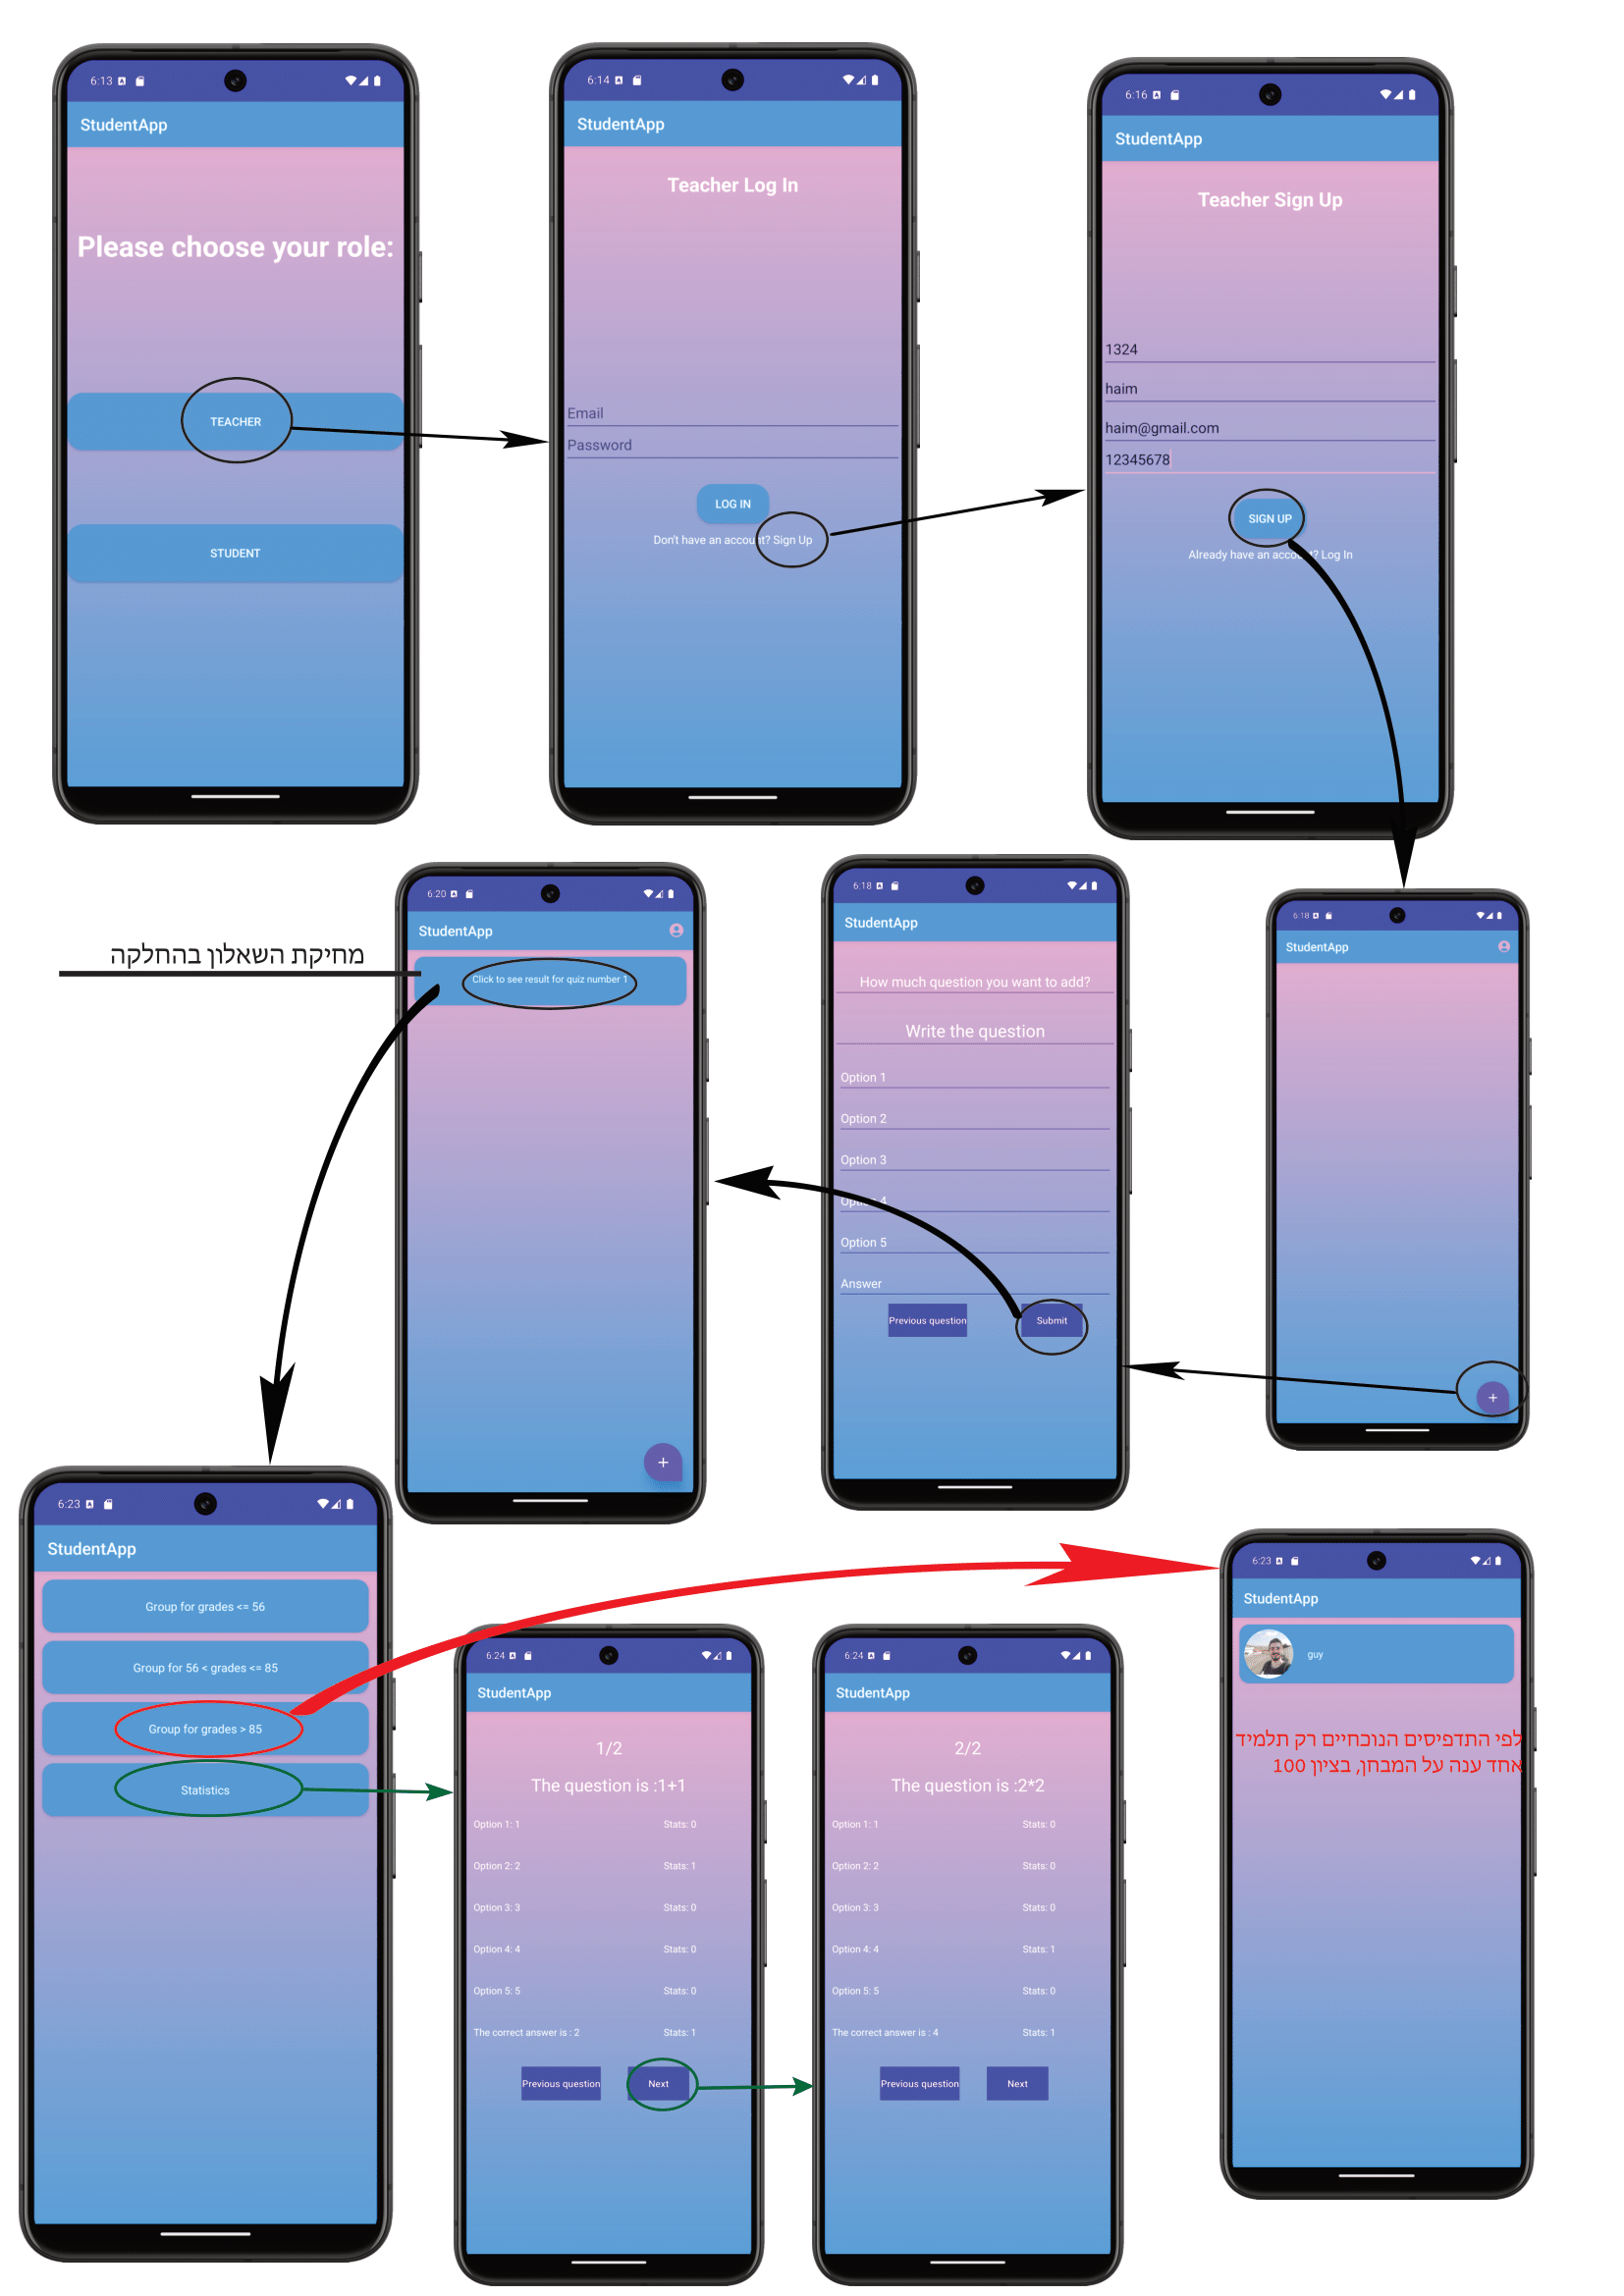 6:13
StudentApp
Please choose your role:
TEACHER
STUDENT
6:14
StudentApp
Teacher Log In
Email
Password
LOG IN
Don't have an account? Sign Up
6:16
StudentApp
Teacher Sign Up
1324
haim
haim@gmail.com
12345678
SIGN UP
Already have an account? Log In
6:18
StudentApp
+
6:18
StudentApp
How much question you want to add?
Write the question
Option 1
Option 2
Option 3
Option 4
Option 5
Answer
Previous question
Submit
6:20
StudentApp
Click to see result for quiz number 1
+
מחיקת השאלון בהחלקה
6:23
StudentApp
Group for grades <= 56
Group for 56 < grades <= 85
Group for grades > 85
Statistics
6:24
StudentApp
1/2
The question is :1+1
Option 1: 1 Stats: 0
Option 2: 2 Stats: 1
Option 3: 3 Stats: 0
Option 4: 4 Stats: 0
Option 5: 5 Stats: 0
The correct answer is : 2 Stats: 1
Previous question
Next
6:24
StudentApp
2/2
The question is :2*2
Option 1: 1 Stats: 0
Option 2: 2 Stats: 0
Option 3: 3 Stats: 0
Option 4: 4 Stats: 1
Option 5: 5 Stats: 0
The correct answer is : 4 Stats: 1
Previous question
Next
6:23
StudentApp
guy
לפי התדפיסים הנוכחיים רק תלמיד
אחד ענה על המבחן, בציון 100